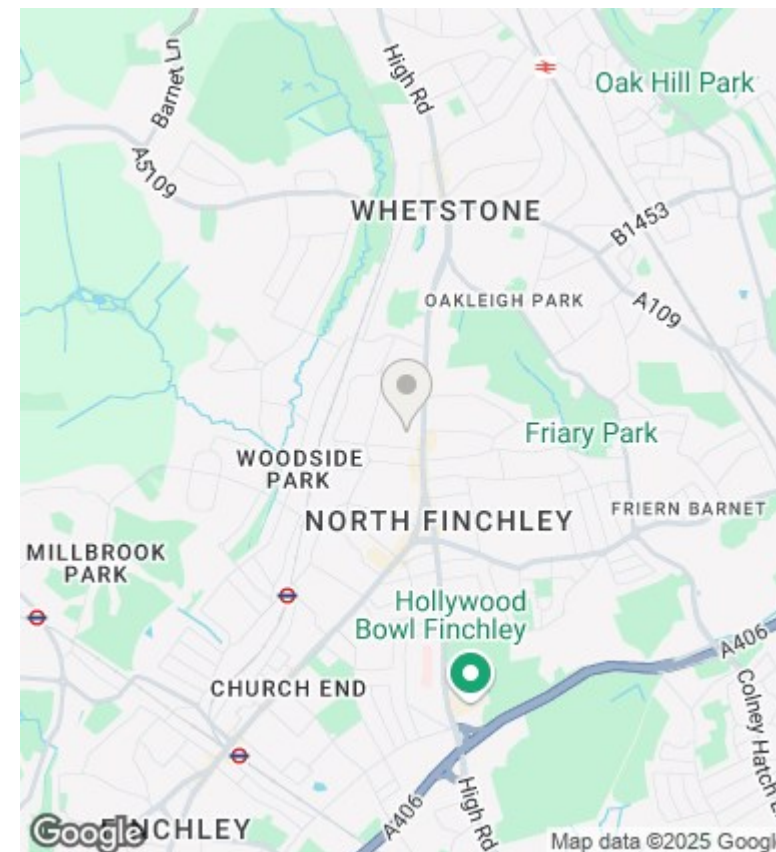 High Rd
Barnet Ln
Oak Hill Park
A5109
WHETSTONE
B1453
OAKLEIGH PARK
A109
Friary Park
WOODSIDE
PARK
NORTH FINCHLEY
FRIERN BARNET
MILLBROOK
PARK
Hollywood
Bowl Finchley
A406
CHURCH END
Colney Hatch
A406
High Rd
Google
FINCHLEY
Map data ©2025 Googl